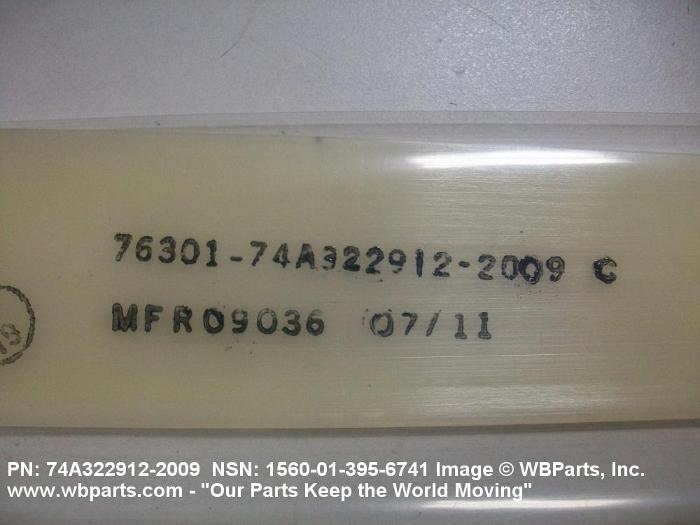 76301-74A322912-2009 C
MFR09036 07/11
PN: 74A322912-2009 NSN: 1560-01-395-6741 Image © WBParts, Inc.
www.wbparts.com - "Our Parts Keep the World Moving"